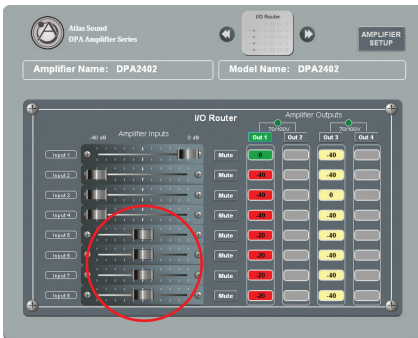 Atlas Sound
DPA Amplifier Series
I/O Router
AMPLIFIER
SETUP
Amplifier Name: DPA2402
Model Name: DPA2402
I/O Router
Amplifier Outputs
Amplifier Inputs
-40 dB
0 dB
70/100V
70/100V
Out 1
Out 2
Out 3
Out 4
Input 1
Mute
0
-40
Input 2
Mute
-40
-40
Input 3
Mute
-40
0
Input 4
Mute
-40
-40
Input 5
Mute
-20
-40
Input 6
Mute
-20
-40
Input 7
Mute
-20
-40
Input 8
Mute
-20
-40